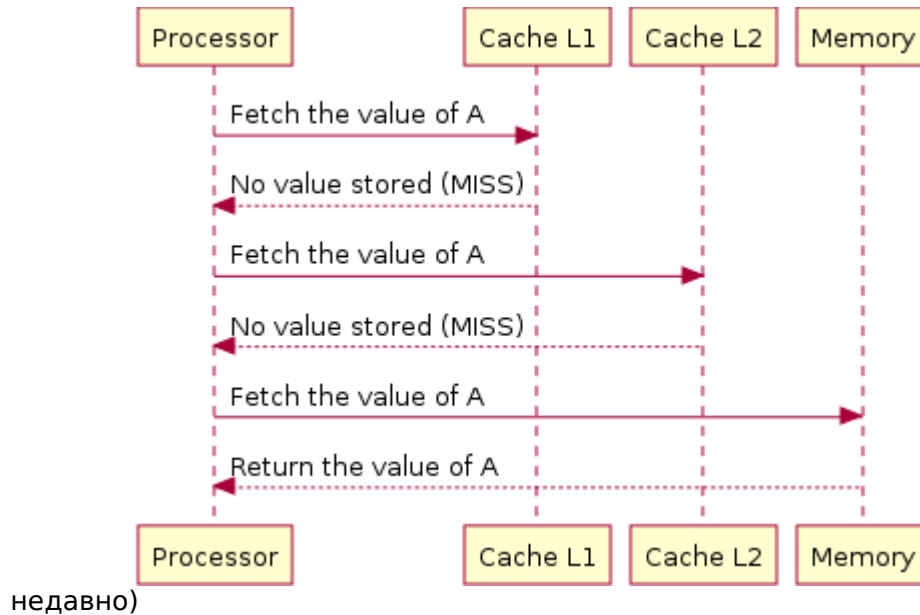 Processor Cache L1 Cache L2 Memory
Fetch the value of A
No value stored (MISS)
Fetch the value of A
No value stored (MISS)
Fetch the value of A
Return the value of A
Processor Cache L1 Cache L2 Memory
недавно)